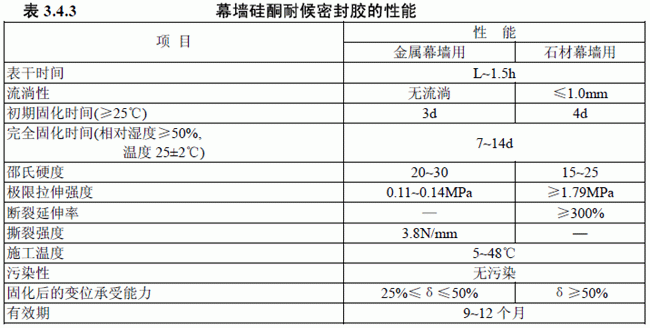 表 3.4.3 幕墙硅酮耐候密封胶的性能
项 目 性 能
金属幕墙用 石材幕墙用
表干时间 L~1.5h
流淌性 无流淌 ≤1.0mm
初期固化时间(≥25℃) 3d 4d
完全固化时间(相对湿度≥50%,
温度 25±2℃) 7~14d
邵氏硬度 20~30 15~25
极限拉伸强度 0.11~0.14MPa ≥1.79MPa
断裂延伸率 — ≥300%
撕裂强度 3.8N/mm —
施工温度 5~48℃
污染性 无污染
固化后的变位承受能力 25%≤δ≤50% δ≥50%
有效期 9~12 个月